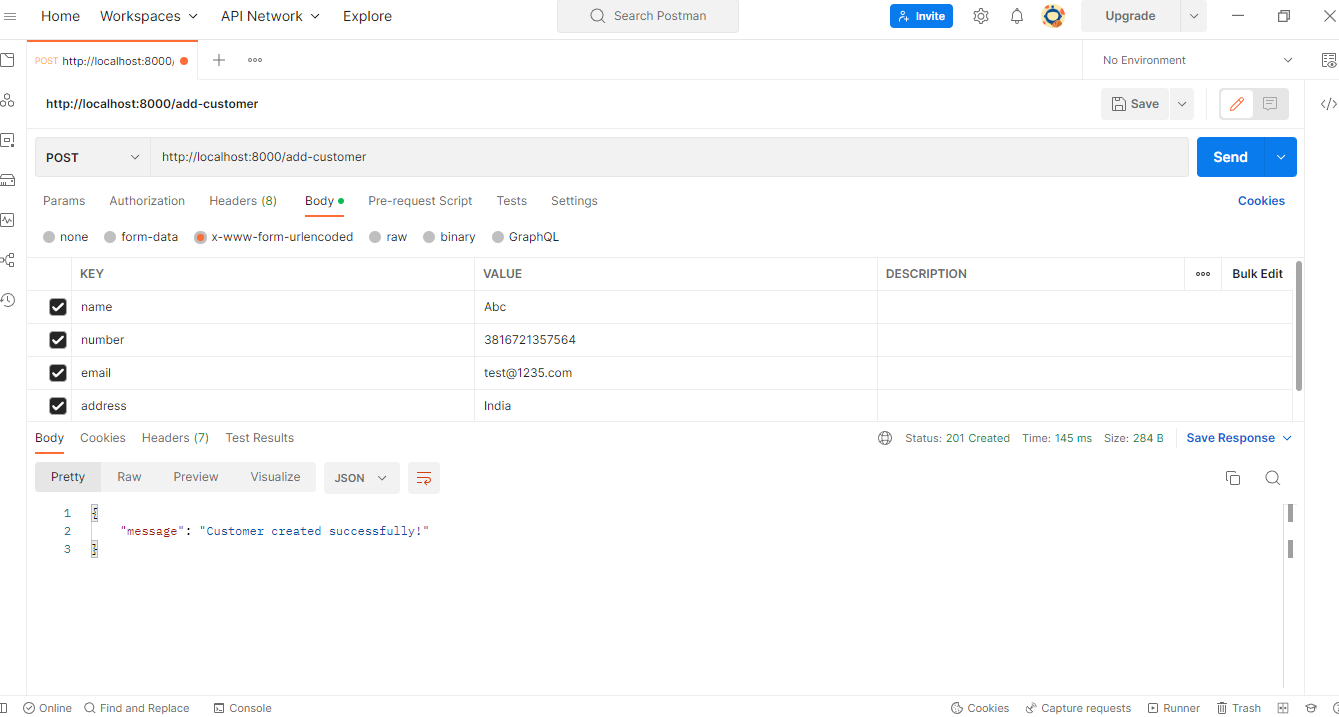 Home Workspaces API Network Explore Search Postman Invite Upgrade
POST http://localhost:8000/ No Environment
http://localhost:8000/add-customer Save
POST http://localhost:8000/add-customer Send
Params Authorization Headers (8) Body Pre-request Script Tests Settings Cookies
none form-data x-www-form-urlencoded raw binary GraphQL
KEY VALUE DESCRIPTION Bulk Edit
name Abc
number 3816721357564
email test@1235.com
address India
Body Cookies Headers (7) Test Results Status: 201 Created Time: 145 ms Size: 284 B Save Response
Pretty Raw Preview Visualize JSON
1 {
2 "message": "Customer created successfully!"
3 }
Online Find and Replace Console Cookies Capture requests Runner Trash